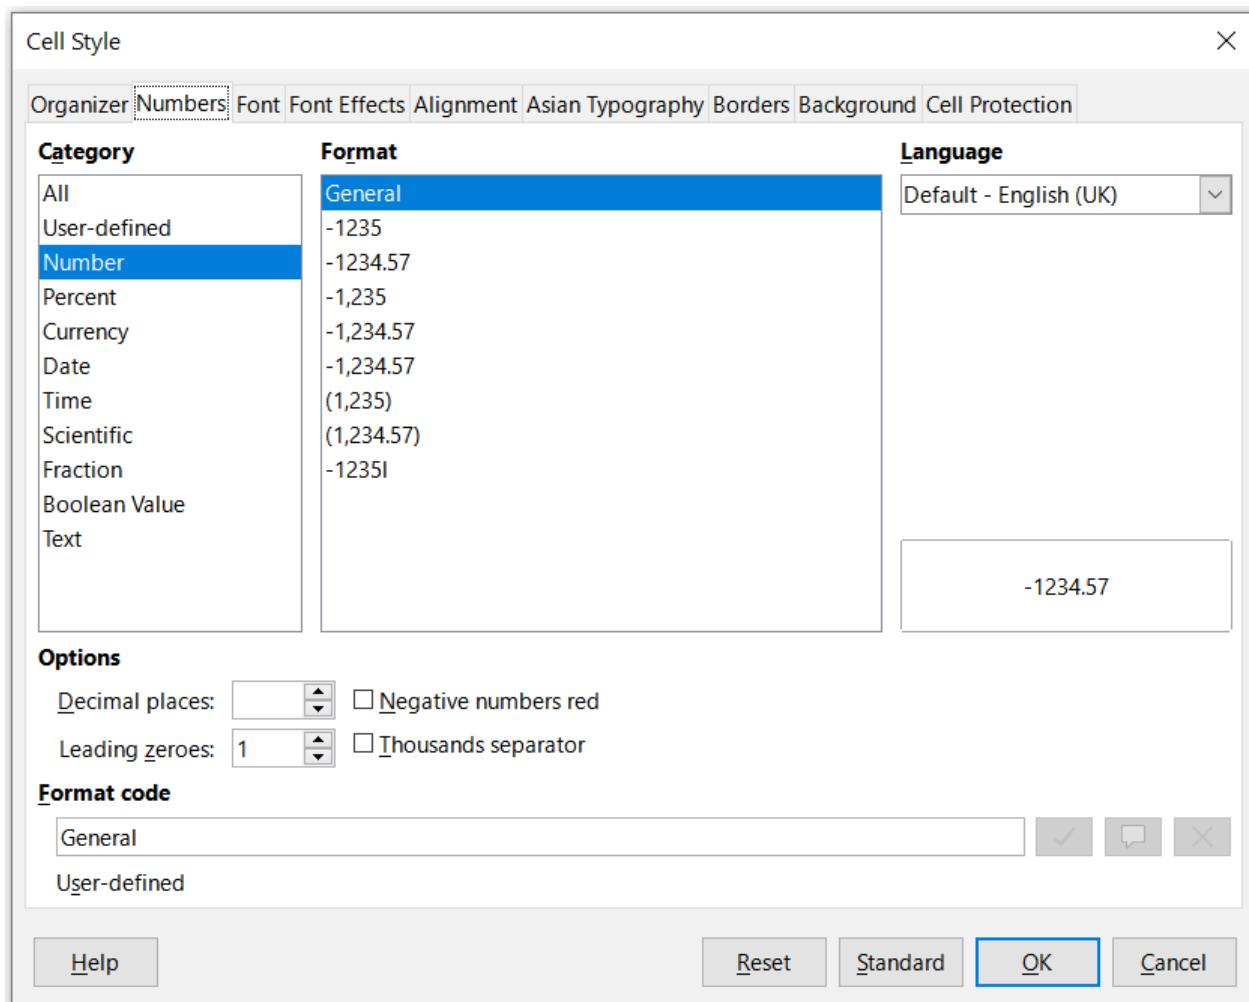 Cell Style
Organizer Numbers Font Font Effects Alignment Asian Typography Borders Background Cell Protection
Category
All
User-defined
Number
Percent
Currency
Date
Time
Scientific
Fraction
Boolean Value
Text
Format
General
-1235
-1234.57
-1,235
-1,234.57
-1,234.57
(1,235)
(1,234.57)
-1235l
Language
Default - English (UK)
-1234.57
Options
Decimal places:
Negative numbers red
Leading zeroes: 1
Thousands separator
Format code
General
User-defined
Help
Reset
Standard
OK
Cancel